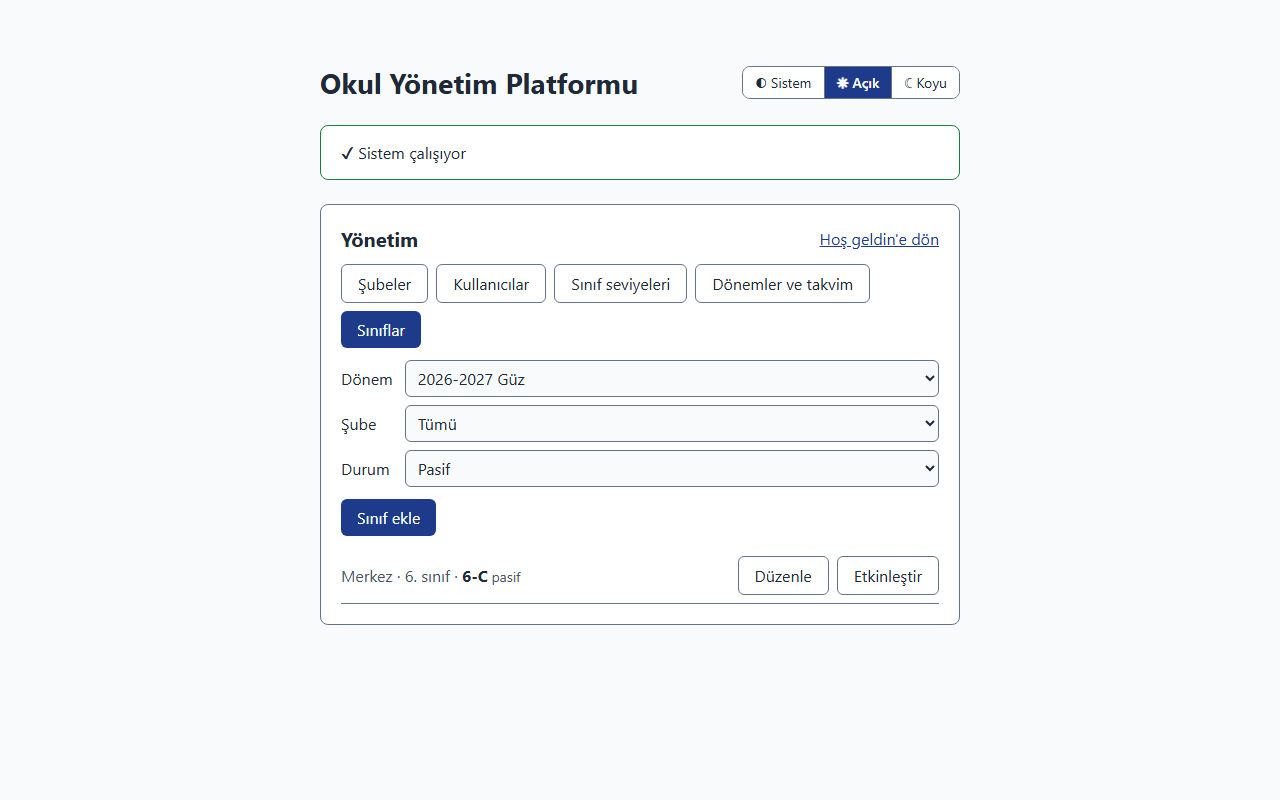 Okul Yönetim Platformu
◐ Sistem ❋ Açık ☾ Koyu
✓ Sistem çalışıyor
Yönetim Hoş geldin'e dön
Şubeler Kullanıcılar Sınıf seviyeleri Dönemler ve takvim
Sınıflar
Dönem 2026-2027 Güz
Şube Tümü
Durum Pasif
Sınıf ekle
Merkez · 6. sınıf · 6-C pasif Düzenle Etkinleştir